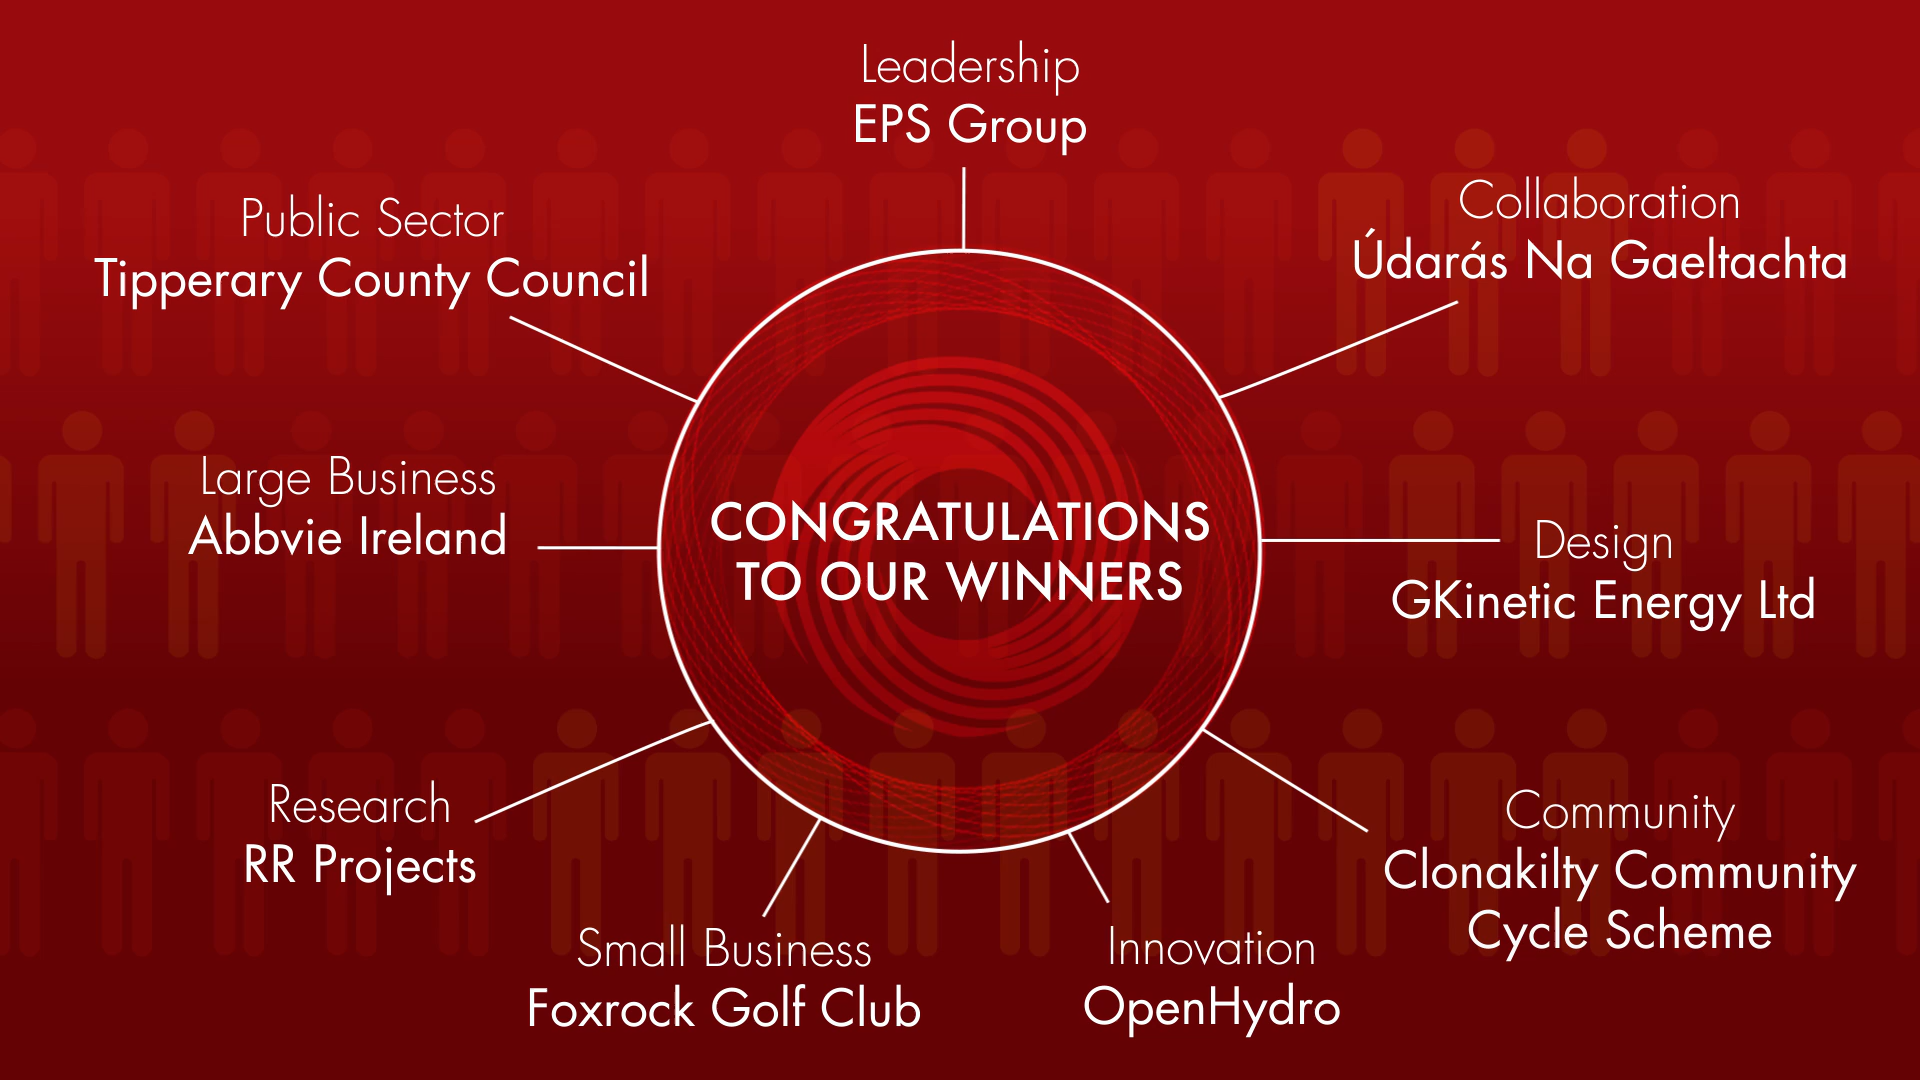 Leadership
EPS Group
Public Sector
Tipperary County Council
Collaboration
Údarás Na Gaeltachta
Large Business
Abbvie Ireland
CONGRATULATIONS
TO OUR WINNERS
Design
GKinetic Energy Ltd
Research
RR Projects
Community
Clonakilty Community
Cycle Scheme
Small Business
Foxrock Golf Club
Innovation
OpenHydro